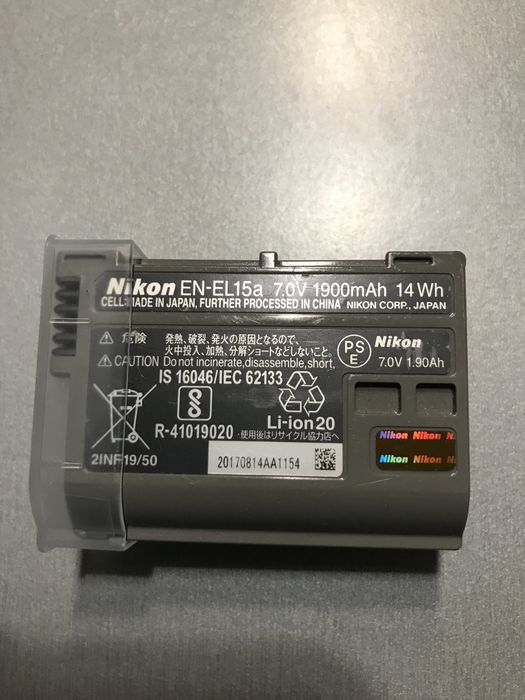 Nikon EN-EL15a 7.0V 1900mAh 14Wh
CELL:MADE IN JAPAN, FURTHER PROCESSED IN CHINA NIKON CORP., JAPAN
危険 発熱、破裂、発火の原因となるので、
火中投入、加熱、分解ショートなどしないこと。
CAUTION Do not incinerate, disassemble, short.
PS
E
Nikon
7.0V 1.90Ah
IS 16046/IEC 62133
S
R-41019020
Li-ion20
・使用後はリサイクル協力店へ
2INF19/50
20170814AA1154
Nikon Nikon
Nikon Nikon